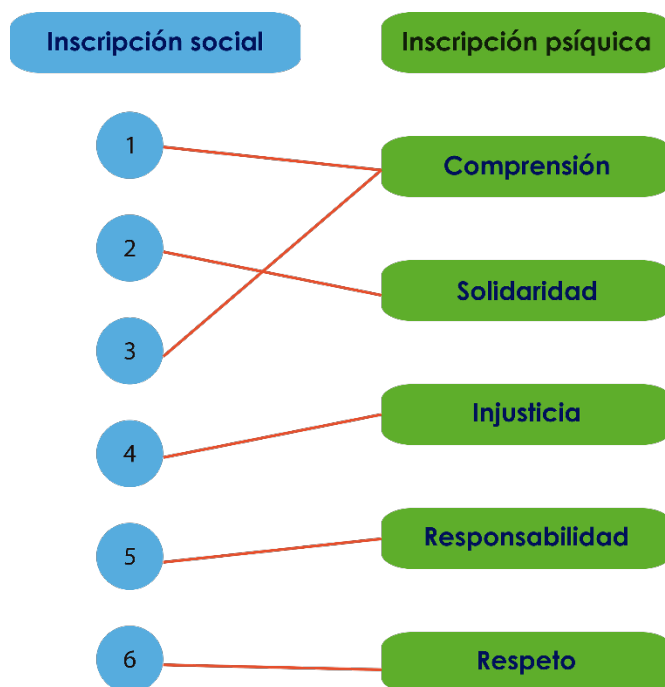 Inscripción social
Inscripción psíquica
1
Comprensión
2
Solidaridad
3
Injusticia
4
Responsabilidad
5
Respeto
6